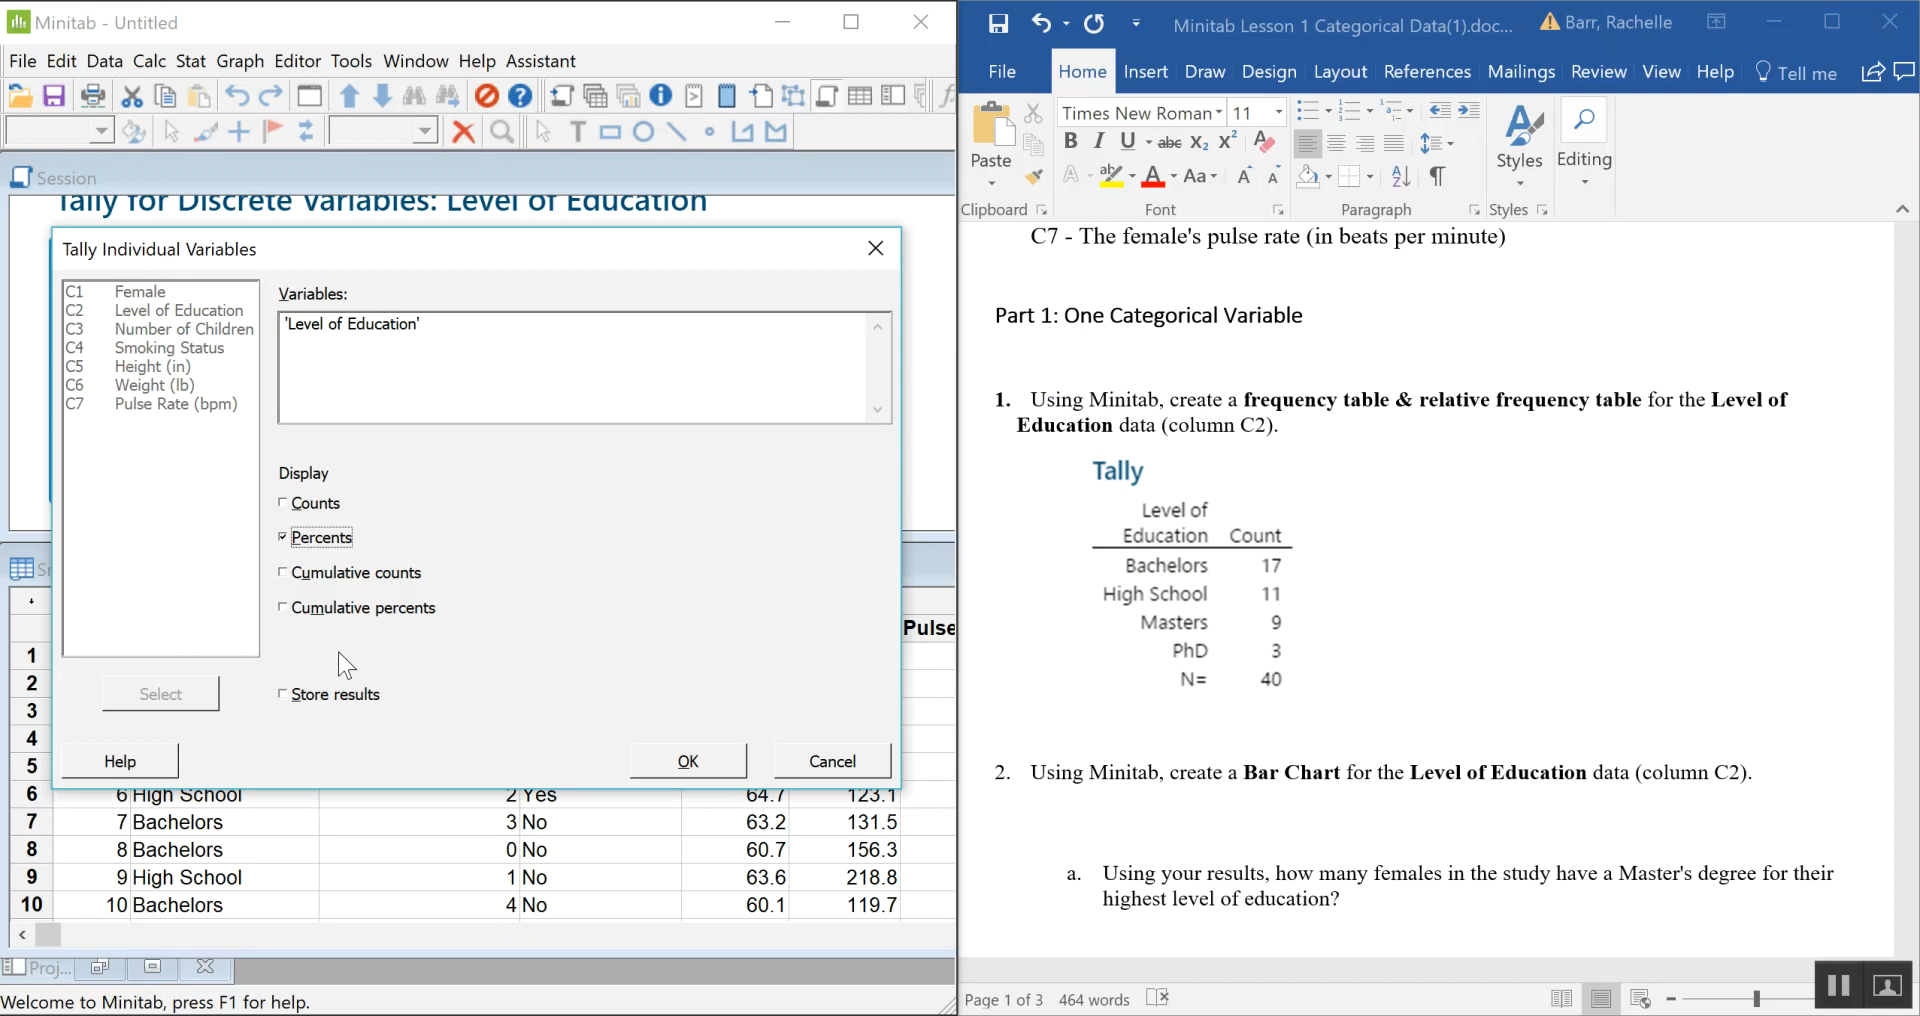 Minitab - Untitled
File Edit Data Calc Stat Graph Editor Tools Window Help Assistant
Session
Tally for Discrete Variables: Level of Education
Tally Individual Variables
C1 Female
C2 Level of Education
C3 Number of Children
C4 Smoking Status
C5 Height (in)
C6 Weight (lb)
C7 Pulse Rate (bpm)
Variables:
'Level of Education'
Display
Counts
Percents
Cumulative counts
Cumulative percents
Store results
Select
Help
OK
Cancel
Pulse
1
2
3
4
5
6 6 High School 2 Yes 64.7 123.1
7 7 Bachelors 3 No 63.2 131.5
8 8 Bachelors 0 No 60.7 156.3
9 9 High School 1 No 63.6 218.8
10 10 Bachelors 4 No 60.1 119.7
Proj...
Welcome to Minitab, press F1 for help.
Minitab Lesson 1 Categorical Data(1).doc...
Barr, Rachelle
File Home Insert Draw Design Layout References Mailings Review View Help Tell me
Times New Roman 11
Paste
Styles
Editing
Clipboard Font Paragraph Styles
C7 - The female's pulse rate (in beats per minute)
Part 1: One Categorical Variable
1. Using Minitab, create a frequency table & relative frequency table for the Level of
Education data (column C2).
Tally
Level of
Education Count
Bachelors 17
High School 11
Masters 9
PhD 3
N= 40
2. Using Minitab, create a Bar Chart for the Level of Education data (column C2).
a. Using your results, how many females in the study have a Master's degree for their
highest level of education?
Page 1 of 3 464 words